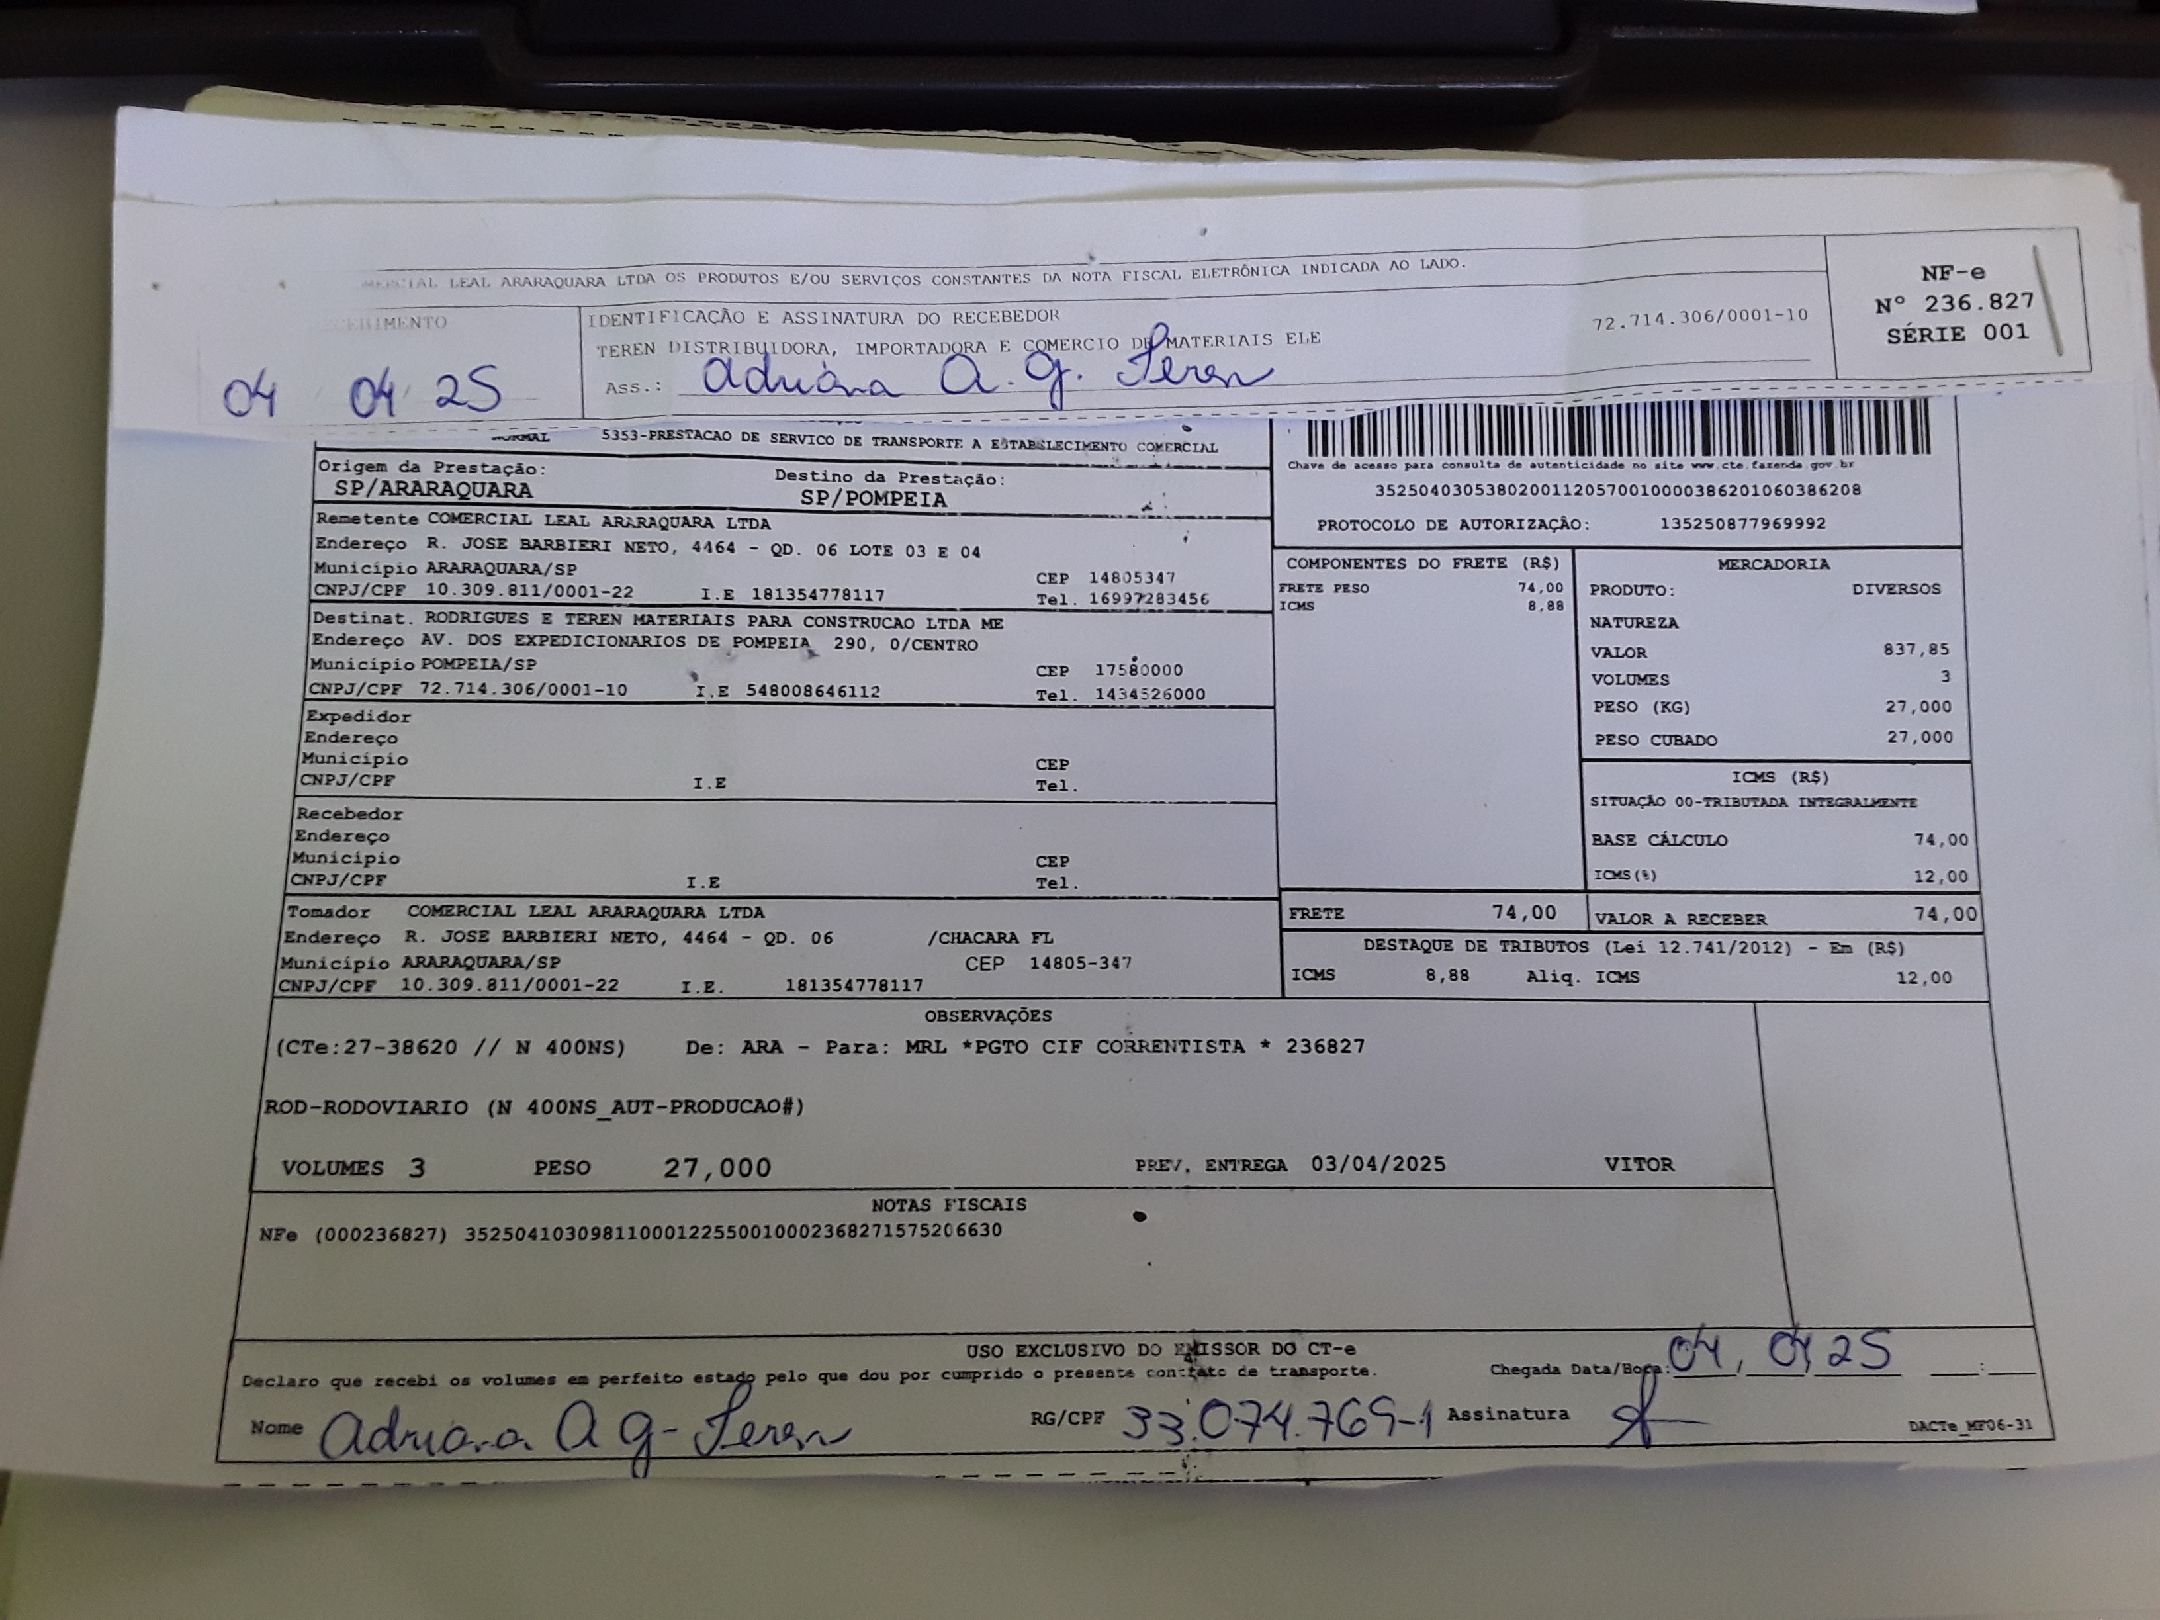 LEAL ARARAQUARA LTDA OS PRODUTOS E/OU SERVIÇOS CONSTANTES DA NOTA FISCAL ELETRÔNICA INDICADA AO LADO.
NF-e
Nº 236.827
SÉRIE 001
IDENTIFICAÇÃO E ASSINATURA DO RECEBEDOR
72.714.306/0001-10
TEREN DISTRIBUIDORA, IMPORTADORA E COMERCIO DE MATERIAIS ELE
04 04 25
Ass.: Adriana A. G. Teren
NORMAL 5353-PRESTACAO DE SERVICO DE TRANSPORTE A ESTABELECIMENTO COMERCIAL
Origem da Prestação: Destino da Prestação:
SP/ARARAQUARA SP/POMPEIA
Remetente COMERCIAL LEAL ARARAQUARA LTDA
Endereço R. JOSE BARBIERI NETO, 4464 - QD. 06 LOTE 03 E 04
Município ARARAQUARA/SP CEP 14805347
CNPJ/CPF 10.309.811/0001-22 I.E 181354778117 Tel. 16997283456
Destinat. RODRIGUES E TEREN MATERIAIS PARA CONSTRUCAO LTDA ME
Endereço AV. DOS EXPEDICIONARIOS DE POMPEIA 290, 0/CENTRO
Município POMPEIA/SP CEP 17580000
CNPJ/CPF 72.714.306/0001-10 I.E 548008646112 Tel. 1434526000
Expedidor
Endereço
Município CEP
CNPJ/CPF I.E Tel.
Recebedor
Endereço
Município CEP
CNPJ/CPF I.E Tel.
Tomador COMERCIAL LEAL ARARAQUARA LTDA
Endereço R. JOSE BARBIERI NETO, 4464 - QD. 06 /CHACARA FL
Município ARARAQUARA/SP CEP 14805-347
CNPJ/CPF 10.309.811/0001-22 I.E. 181354778117
Chave de acesso para consulta de autenticidade no site www.cte.fazenda.gov.br
35250403053802001120570010000386201060386208
PROTOCOLO DE AUTORIZAÇÃO: 135250877969992
COMPONENTES DO FRETE (R$)
FRETE PESO 74,00
ICMS 8,88
MERCADORIA
PRODUTO: DIVERSOS
NATUREZA
VALOR 837,85
VOLUMES 3
PESO (KG) 27,000
PESO CUBADO 27,000
ICMS (R$)
SITUAÇÃO 00-TRIBUTADA INTEGRALMENTE
BASE CÁLCULO 74,00
ICMS(%) 12,00
FRETE 74,00 VALOR A RECEBER 74,00
DESTAQUE DE TRIBUTOS (Lei 12.741/2012) - Em (R$)
ICMS 8,88 Aliq. ICMS 12,00
OBSERVAÇÕES
(CTe:27-38620 // N 400NS) De: ARA - Para: MRL *PGTO CIF CORRENTISTA * 236827
ROD-RODOVIARIO (N 400NS_AUT-PRODUCAO#)
VOLUMES 3 PESO 27,000 PREV. ENTREGA 03/04/2025 VITOR
NOTAS FISCAIS
NFe (000236827) 35250410309811000122550010002368271575206630
USO EXCLUSIVO DO EMISSOR DO CT-e
Declaro que recebi os volumes em perfeito estado pelo que dou por cumprido o presente contrato de transporte. Chegada Data/Hora: 04, 04 25 :
Nome Adriana A G- Teren RG/CPF 33.074.769-1 Assinatura
DACTe_MF06-31